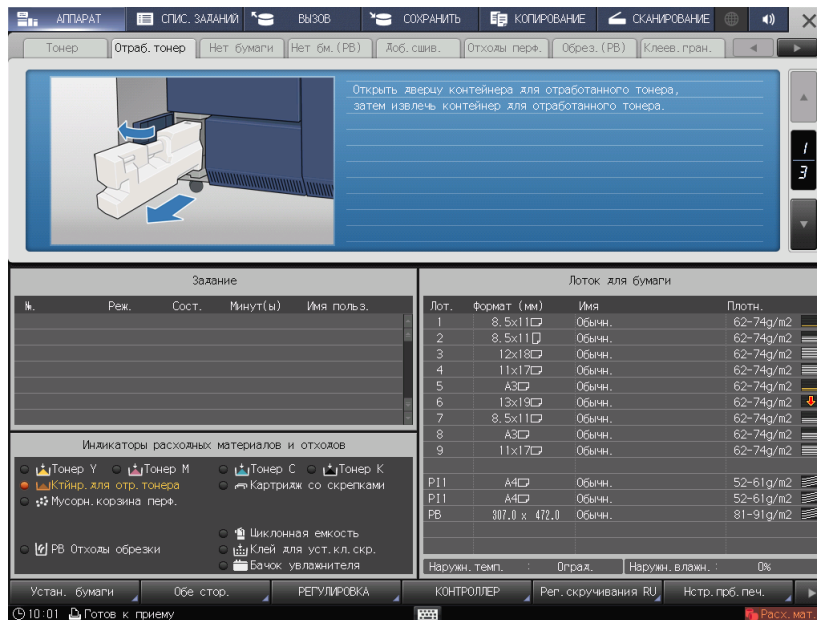 АППАРАТ СПИС. ЗАДАНИЙ ВЫЗОВ СОХРАНИТЬ КОПИРОВАНИЕ СКАНИРОВАНИЕ
Тонер Отраб. тонер Нет бумаги Нет бм.(PB) Доб. сшив. Отходы перф. Обрез.(PB) Клеев.гран.
Открыть дверцу контейнера для отработанного тонера,
затем извлечь контейнер для отработанного тонера.
1
3
Задание
№. Реж. Сост. Минут(ы) Имя польз.
Индикаторы расходных материалов и отходов
Тонер Y Тонер M Тонер C Тонер K
Ктйнр.для отр.тонера Картридж со скрепками
Мусорн.корзина перф.
Циклонная емкость
PB Отходы обрезки Клей для уст.кл.скр.
Бачок увлажнителя
Лоток для бумаги
Лот. Формат (мм) Имя Плотн.
1 8.5x11 Обычн. 62-74g/m2
2 8.5x11 Обычн. 62-74g/m2
3 12x18 Обычн. 62-74g/m2
4 11x17 Обычн. 62-74g/m2
5 A3 Обычн. 62-74g/m2
6 13x19 Обычн. 62-74g/m2
7 8.5x11 Обычн. 62-74g/m2
8 A3 Обычн. 62-74g/m2
9 11x17 Обычн. 62-74g/m2
PI1 A4 Обычн. 52-61g/m2
PI1 A4 Обычн. 52-61g/m2
PB 307.0 x 472.0 Обычн. 81-91g/m2
Наружн.темп. : 0град. Наружн.влажн. : 0%
Устан. бумаги Обе стор. РЕГУЛИРОВКА КОНТРОЛЛЕР Рег.скручивания RU Нстр.прб.печ.
10:01 Готов к приему Расх.мат.